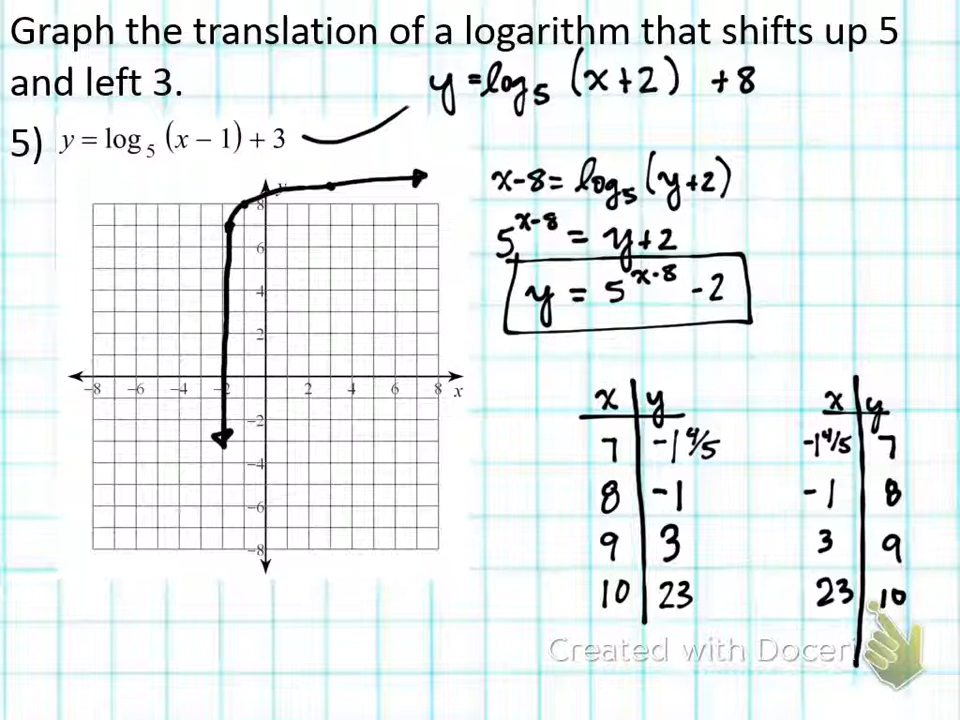 Graph the translation of a logarithm that shifts up 5
and left 3.
y = log₅ (x+2) +8
5) y = log₅ (x − 1) + 3
x-8 = log₅ (y+2)
5ˣ⁻⁸ = y+2
y = 5ˣ⁻⁸ - 2
y
8
6
4
2
−8 −6 −4 −2 2 4 6 8 x
−2
−4
−6
−8
x y
7 -1 4/5
8 -1
9 3
10 23
x y
-1 4/5 7
-1 8
3 9
23 10
Created with Doceri